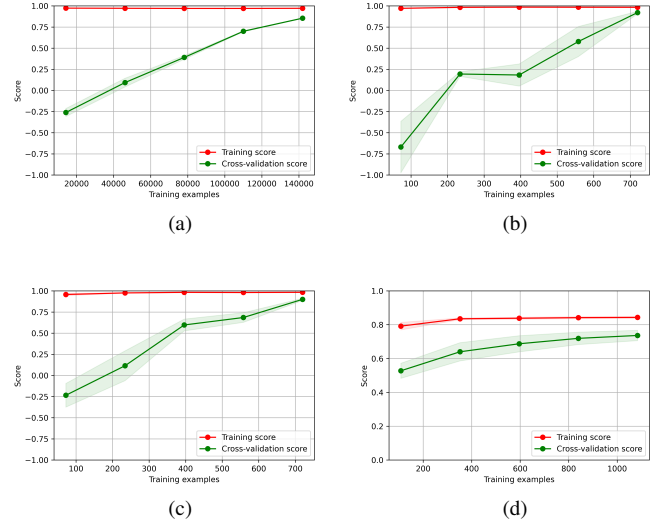 1.00
0.75
0.50
0.25
0.00
−0.25
−0.50
−0.75
−1.00
Score
Training score
Cross-validation score
20000 40000 60000 80000 100000 120000 140000
Training examples
(a)
1.00
0.75
0.50
0.25
0.00
−0.25
−0.50
−0.75
−1.00
Score
Training score
Cross-validation score
100 200 300 400 500 600 700
Training examples
(b)
1.00
0.75
0.50
0.25
0.00
−0.25
−0.50
−0.75
−1.00
Score
Training score
Cross-validation score
100 200 300 400 500 600 700
Training examples
(c)
1.0
0.8
0.6
0.4
0.2
0.0
Score
Training score
Cross-validation score
200 400 600 800 1000
Training examples
(d)